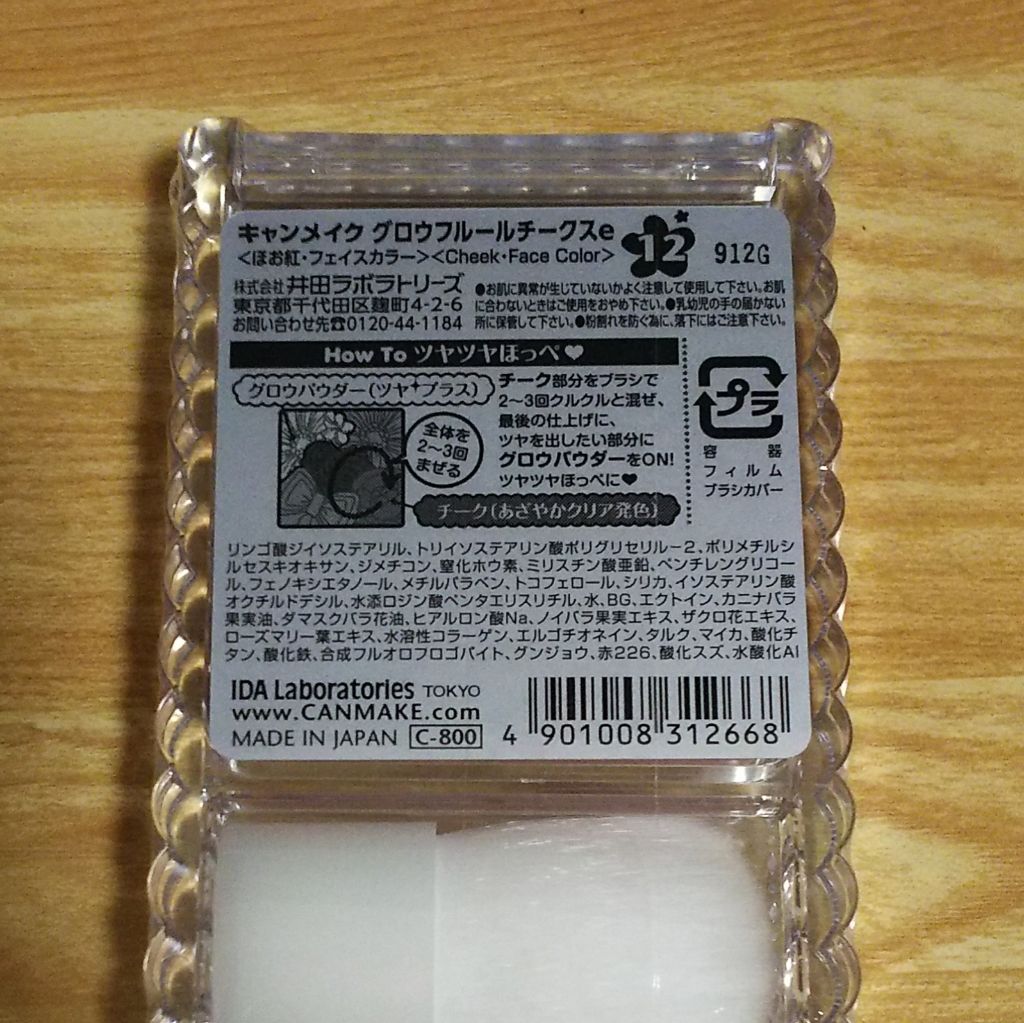 キャンメイク グロウフルールチークスe
12
912G
<ほお紅・フェイスカラー><Cheek・Face Color>
株式会社 井田ラボラトリーズ
東京都千代田区麹町4-2-6
お問い合わせ先☎0120-44-1184
●お肌に異常が生じていないかよく注意して使用して下さい。お肌
に合わないときはご使用をおやめ下さい。●乳幼児の手の届かない
所に保管して下さい。●粉割れを防ぐ為に、落下にはご注意下さい。
How To ツヤツヤほっぺ♥
グロウパウダー(ツヤ✦プラス)
全体を
2〜3回
まぜる
チーク(あざやかクリア発色)
チーク部分をブラシで
2〜3回クルクルと混ぜ、
最後の仕上げに、
ツヤを出したい部分に
グロウパウダーをON!
ツヤツヤほっぺに♥
プラ
容器
フィルム
ブラシカバー
リンゴ酸ジイソステアリル、トリイソステアリン酸ポリグリセリル-2、ポリメチルシ
ルセスキオキサン、ジメチコン、窒化ホウ素、ミリスチン酸亜鉛、ペンチレングリコー
ル、フェノキシエタノール、メチルパラベン、トコフェロール、シリカ、イソステアリン酸
オクチルドデシル、水添ロジン酸ペンタエリスリチル、水、BG、エクトイン、カニナバラ
果実油、ダマスクバラ花油、ヒアルロン酸Na、ノイバラ果実エキス、ザクロ花エキス、
ローズマリー葉エキス、水溶性コラーゲン、エルゴチオネイン、タルク、マイカ、酸化チ
タン、酸化鉄、合成フルオロフロゴパイト、グンジョウ、赤226、酸化スズ、水酸化Al
IDA Laboratories TOKYO
www.CANMAKE.com
MADE IN JAPAN C-800
4 901008 312668